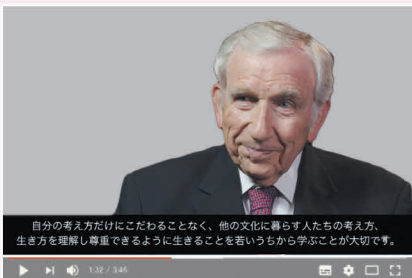 自分の考え方だけにこだわることなく、他の文化に暮らす人たちの考え方、
生き方を理解し尊重できるように生きることを若いうちから学ぶことが大切です。
1:32 / 3:46